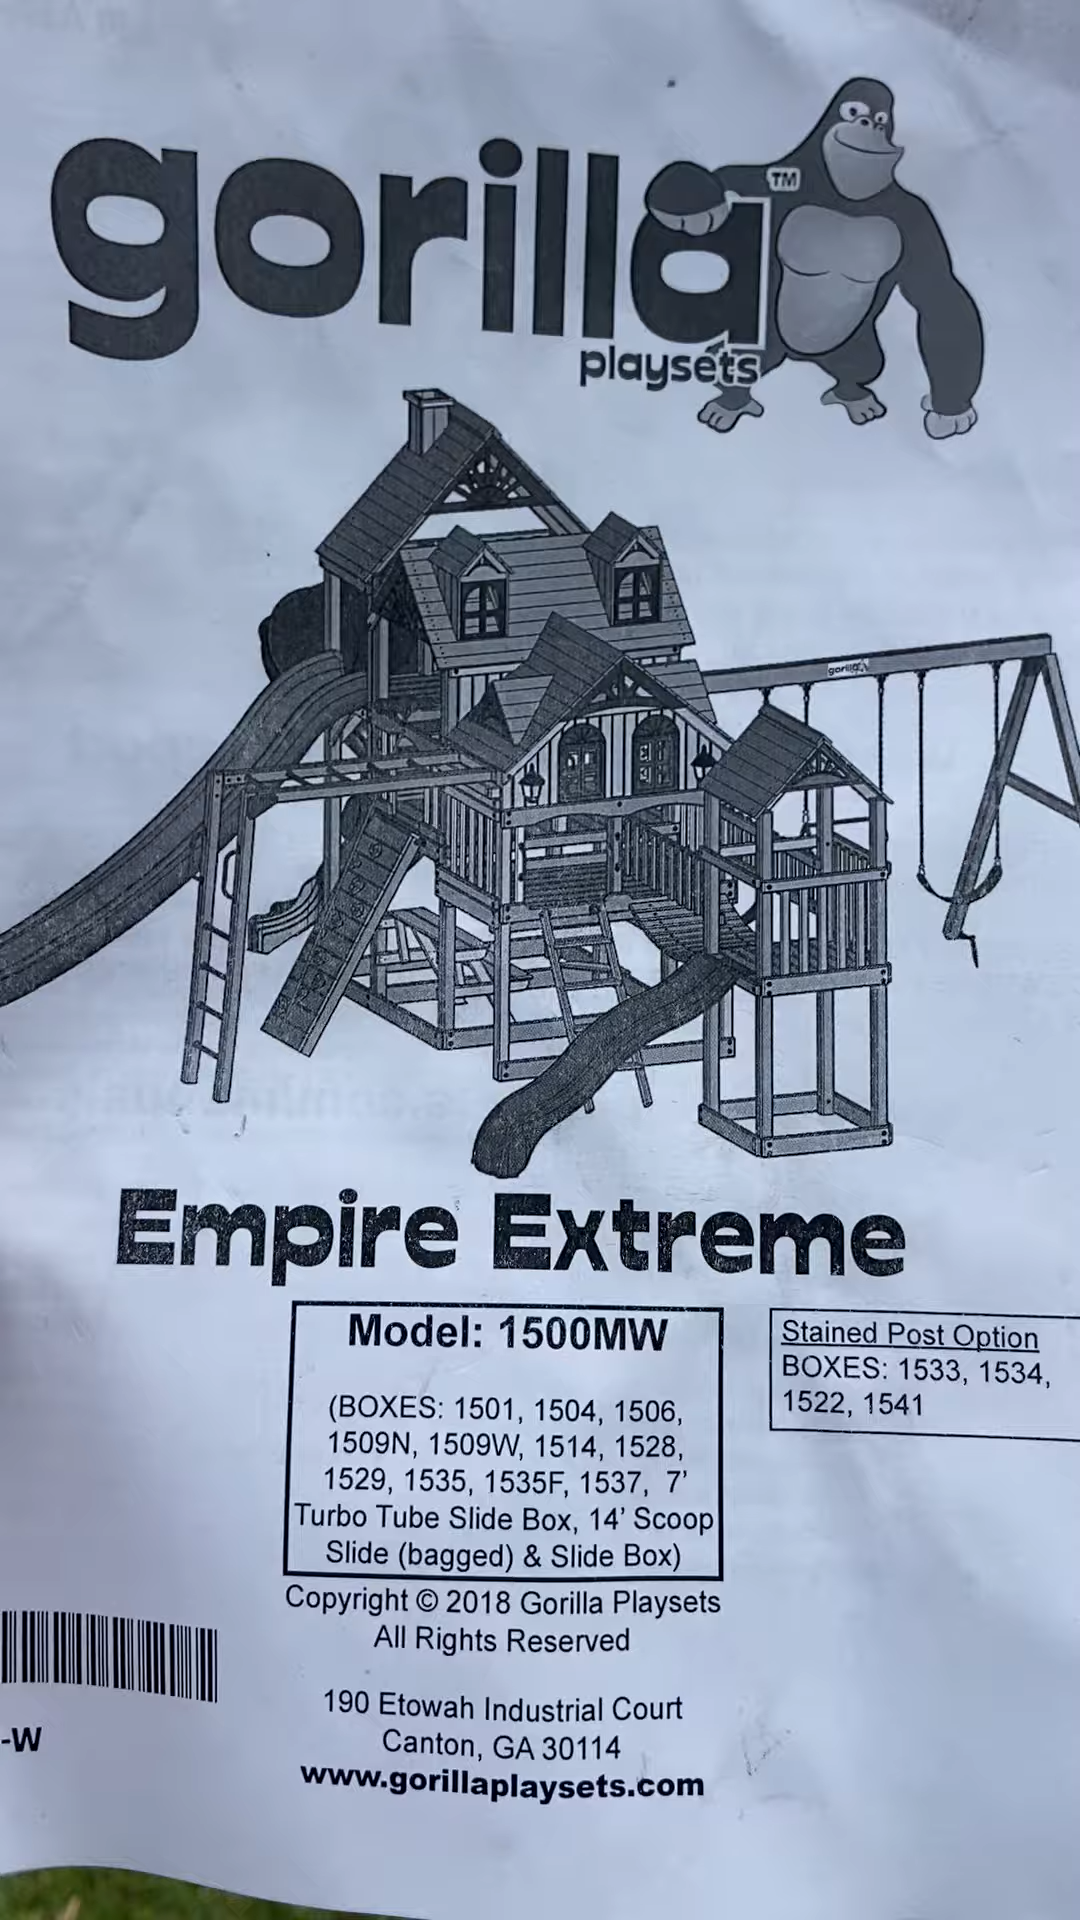 gorilla
TM
playsets
gorilla
Empire Extreme
Model: 1500MW
(BOXES: 1501, 1504, 1506,
1509N, 1509W, 1514, 1528,
1529, 1535, 1535F, 1537, 7’
Turbo Tube Slide Box, 14’ Scoop
Slide (bagged) & Slide Box)
Stained Post Option
BOXES: 1533, 1534,
1522, 1541
Copyright © 2018 Gorilla Playsets
All Rights Reserved
190 Etowah Industrial Court
Canton, GA 30114
www.gorillaplaysets.com
-W